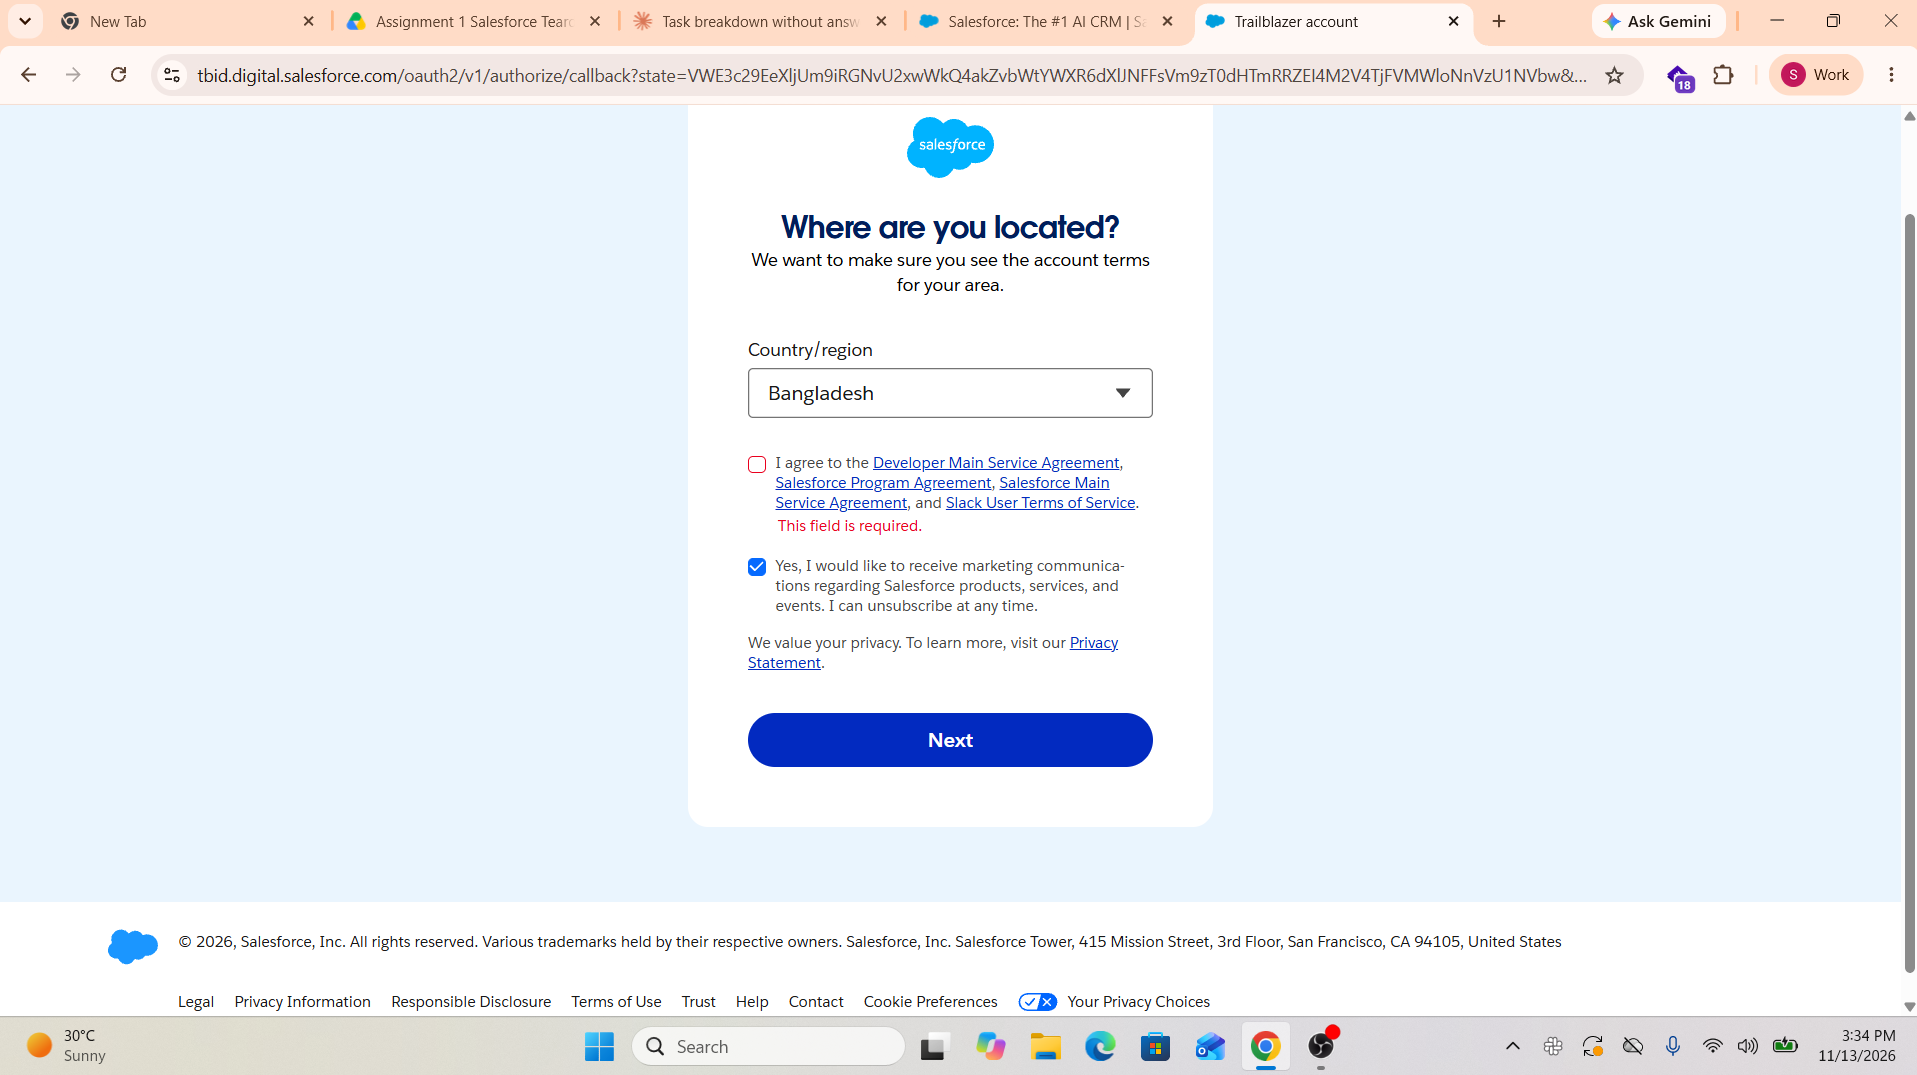 New Tab
Assignment 1 Salesforce Tear
Task breakdown without answ
Salesforce: The #1 AI CRM | Sa
Trailblazer account
Ask Gemini
tbid.digital.salesforce.com/oauth2/v1/authorize/callback?state=
18
S
Work
salesforce
Where are you located?
We want to make sure you see the account terms
for your area.
Country/region
Bangladesh
I agree to the Developer Main Service Agreement,
Salesforce Program Agreement, Salesforce Main
Service Agreement, and Slack User Terms of Service.
This field is required.
Yes, I would like to receive marketing communica-
tions regarding Salesforce products, services, and
events. I can unsubscribe at any time.
We value your privacy. To learn more, visit our Privacy
Statement.
Next
© 2026, Salesforce, Inc. All rights reserved. Various trademarks held by their respective owners. Salesforce, Inc. Salesforce Tower, 415 Mission Street, 3rd Floor, San Francisco, CA 94105, United States
Legal Privacy Information Responsible Disclosure Terms of Use Trust Help Contact Cookie Preferences Your Privacy Choices
30°C
Sunny
Search
3:34 PM
11/13/2026